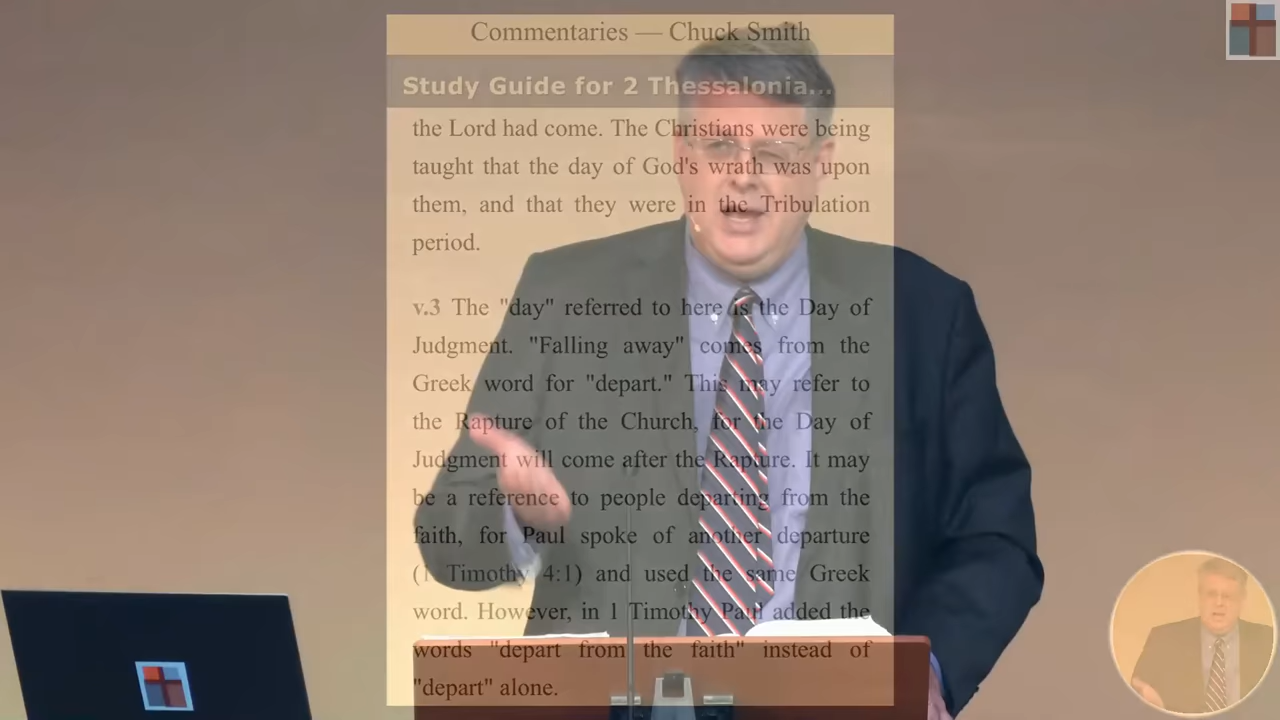 Commentaries — Chuck Smith
Study Guide for 2 Thessalonia...
the Lord had come. The Christians were being
taught that the day of God's wrath was upon
them, and that they were in the Tribulation
period.
v.3 The "day" referred to here is the Day of
Judgment. "Falling away" comes from the
Greek word for "depart." This may refer to
the Rapture of the Church, for the Day of
Judgment will come after the Rapture. It may
be a reference to people departing from the
faith, for Paul spoke of another departure
(1 Timothy 4:1) and used the same Greek
word. However, in 1 Timothy Paul added the
words "depart from the faith" instead of
"depart" alone.